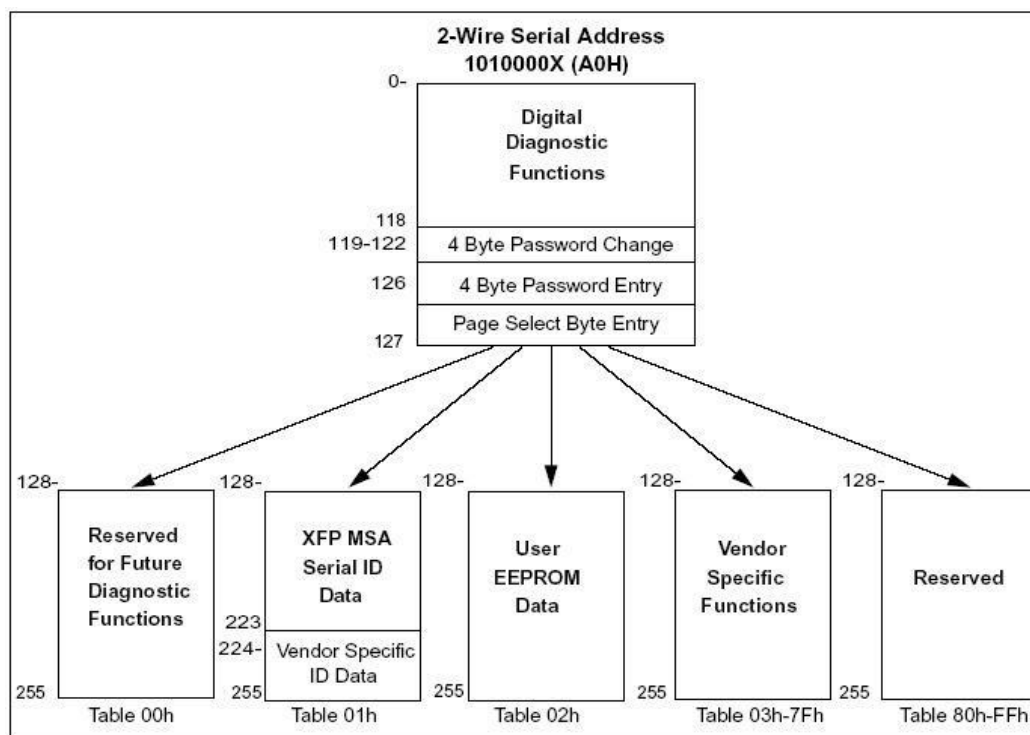 2-Wire Serial Address
1010000X (A0H)
0-
Digital
Diagnostic
Functions
118
119-122
4 Byte Password Change
126
4 Byte Password Entry
Page Select Byte Entry
127
128-
Reserved
for Future
Diagnostic
Functions
255
Table 00h
128-
XFP MSA
Serial ID
Data
223
224-
Vendor Specific
ID Data
255
Table 01h
128-
User
EEPROM
Data
255
Table 02h
128-
Vendor
Specific
Functions
255
Table 03h-7Fh
128-
Reserved
255
Table 80h-FFh